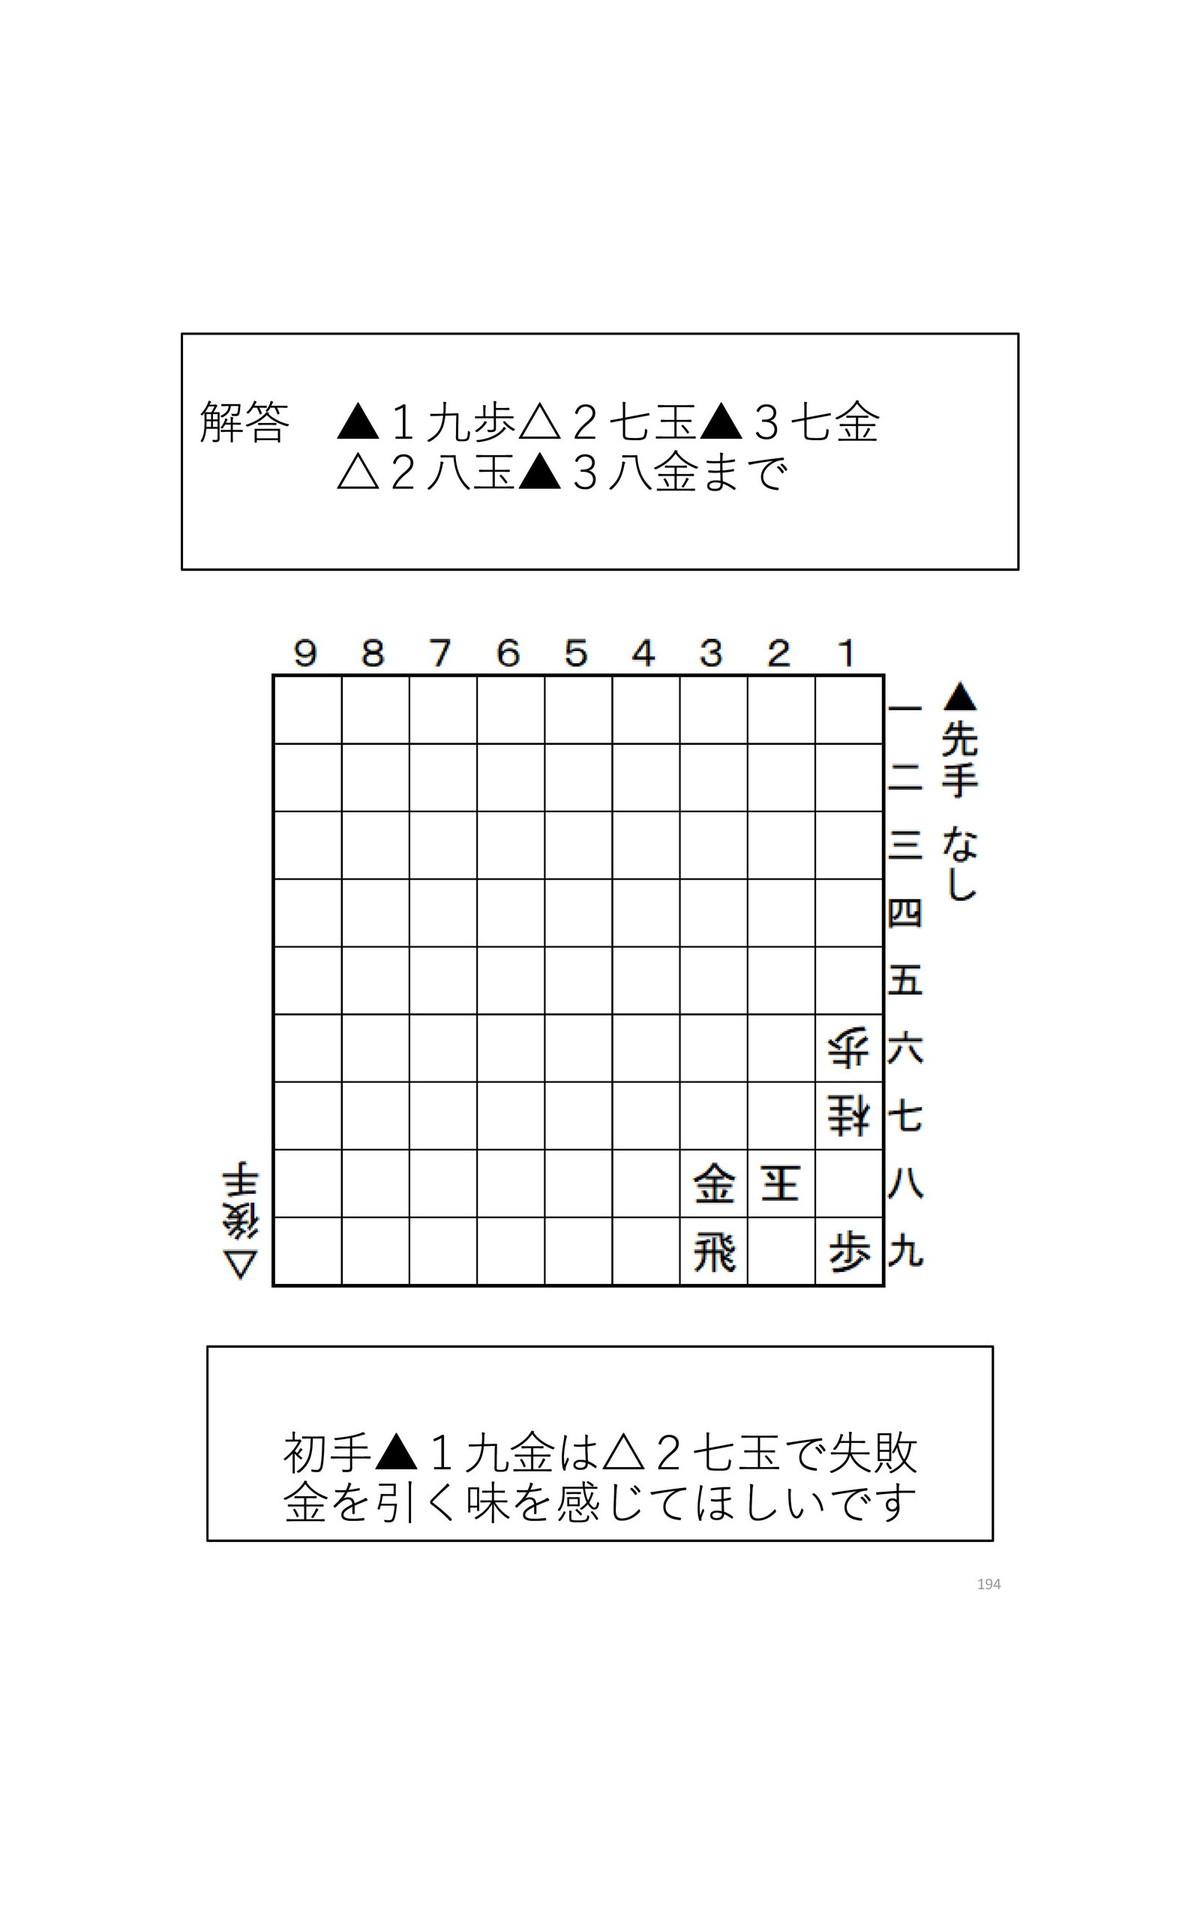 解答　▲１九歩△２七玉▲３七金
△２八玉▲３八金まで
9 8 7 6 5 4 3 2 1
一
二
三
四
五
歩 六
桂 七
金 王 八
飛 歩 九
▲先手 なし
△後手
初手▲１九金は△２七玉で失敗
金を引く味を感じてほしいです
194